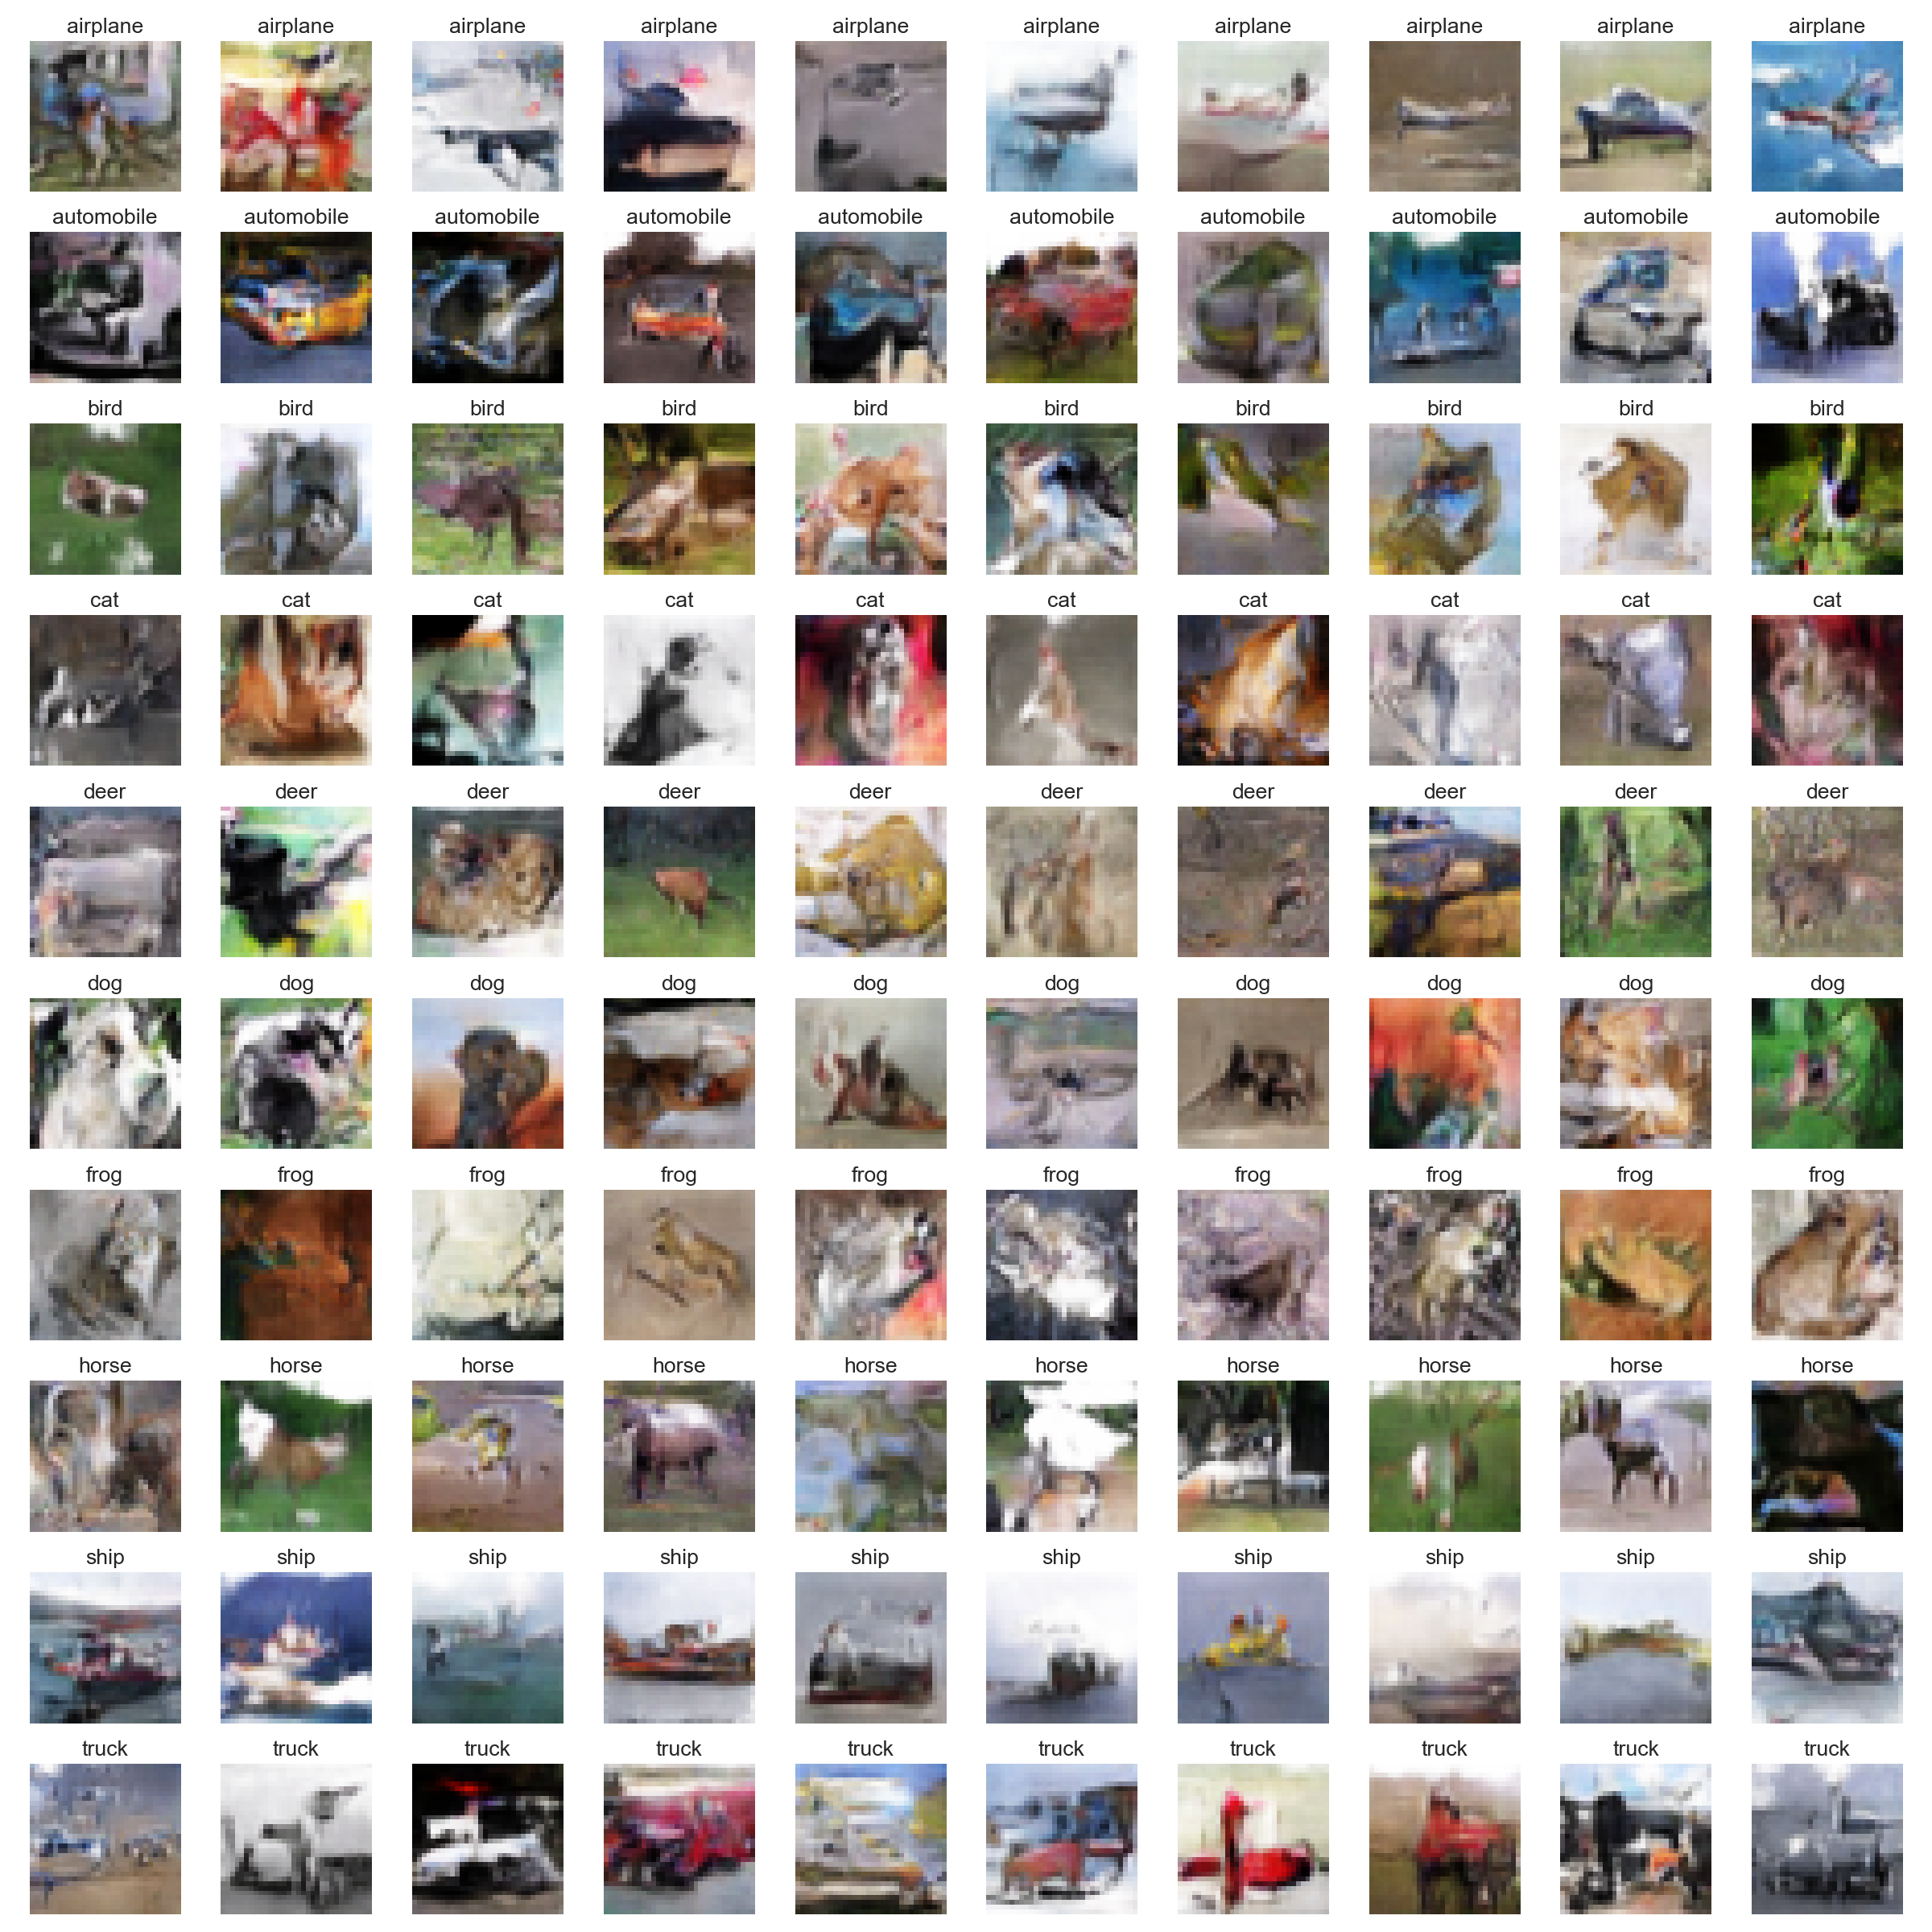 airplane airplane airplane airplane airplane airplane airplane airplane airplane airplane
automobile automobile automobile automobile automobile automobile automobile automobile automobile automobile
bird bird bird bird bird bird bird bird bird bird
cat cat cat cat cat cat cat cat cat cat
deer deer deer deer deer deer deer deer deer deer
dog dog dog dog dog dog dog dog dog dog
frog frog frog frog frog frog frog frog frog frog
horse horse horse horse horse horse horse horse horse horse
ship ship ship ship ship ship ship ship ship ship
truck truck truck truck truck truck truck truck truck truck